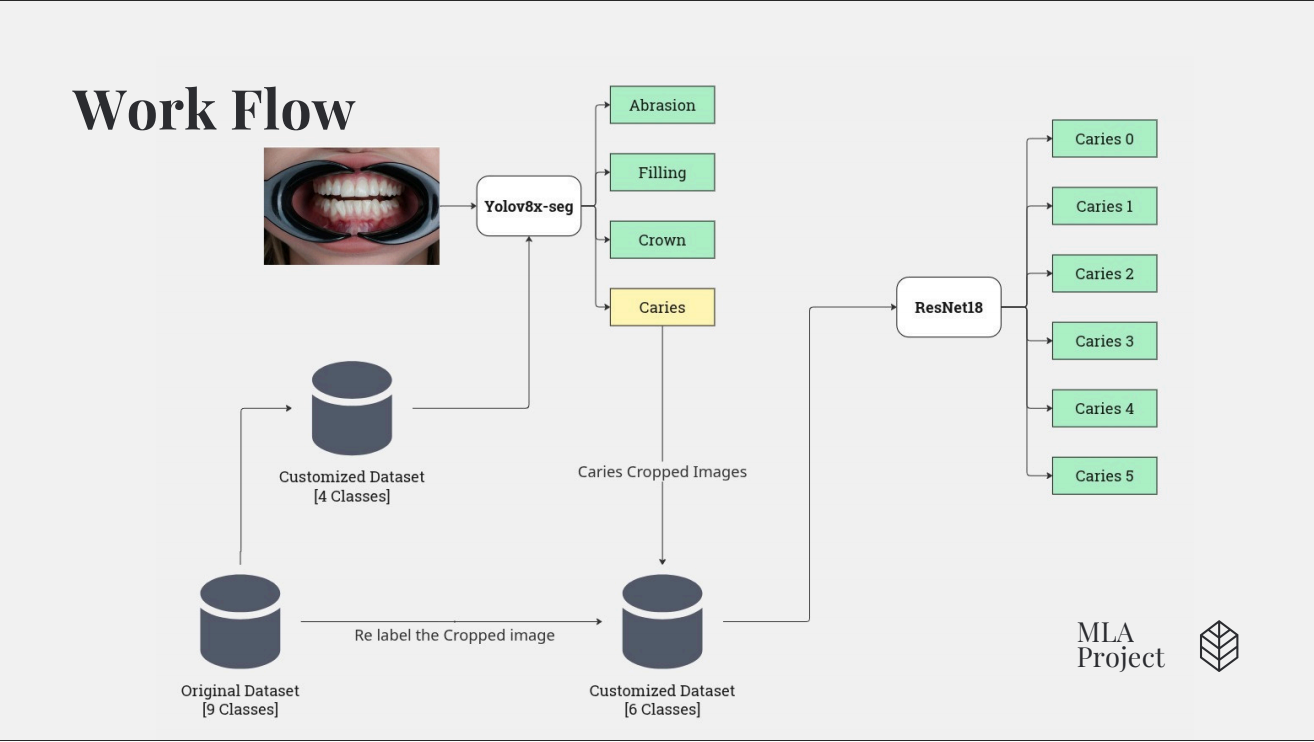 Work Flow
Yolov8x-seg
Abrasion
Filling
Crown
Caries
Customized Dataset
[4 Classes]
Caries Cropped Images
Original Dataset
[9 Classes]
Re label the Cropped image
Customized Dataset
[6 Classes]
ResNet18
Caries 0
Caries 1
Caries 2
Caries 3
Caries 4
Caries 5
MLA
Project